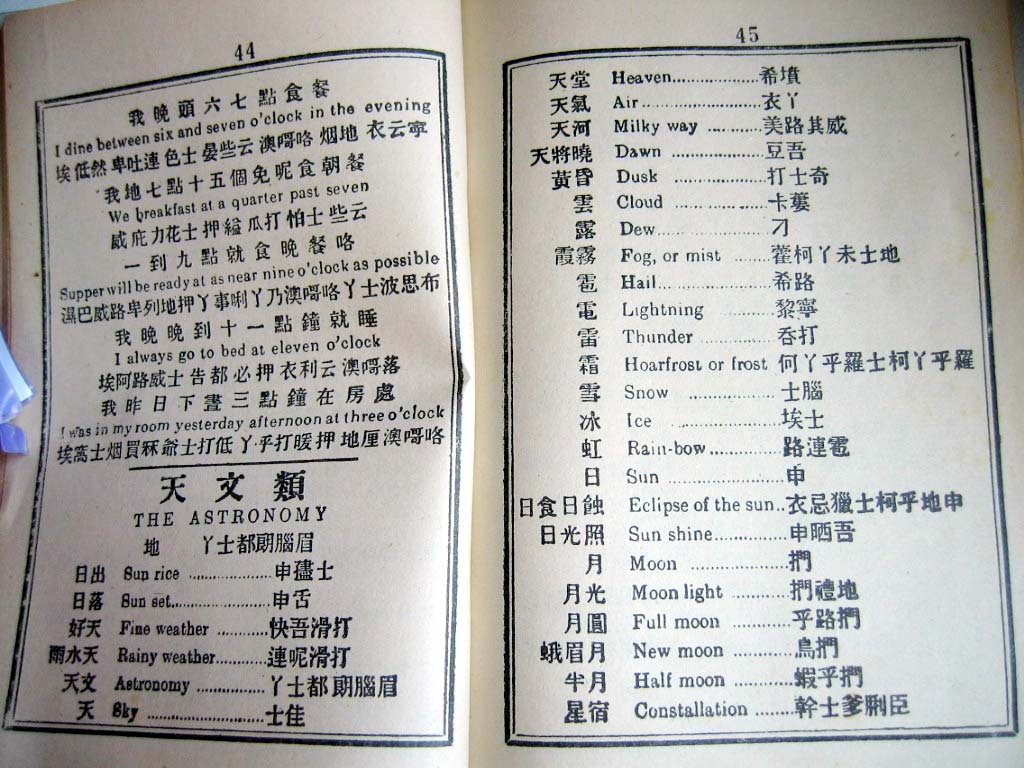 44
我晚頭六七點食餐
I dine between six and seven o'clock in the evening
埃低然卑吐連色士晏些云澳嘅咯烟地衣云寕
我地七點十五個免呢食朝餐
We breakfast at a quarter past seven
威庇力花士押縊瓜打怕士些云
一到九點就食晚餐咯
Supper will be ready at as near nine o'clock as possible
濕巴威路卑列地押丫事唎丫乃澳嘅咯丫士波思布
我晚晚到十一點鐘就睡
I always go to bed at eleven o'clock
埃阿路威士告都必押衣利云澳嘅落
我昨日下晝三點鐘在房處
I was in my room yesterday afternoon at three o'clock
埃窩士烟買冧爺士打低丫乎打暖押地厘澳嘅咯
天文類
THE ASTRONOMY
地 丫士都朗腦眉
日出 Sun rice ............申孻士
日落 Sun set............申舌
好天 Fine weather ............快吾滑打
雨水天 Rainy weather............連呢滑打
天文 Astronomy ............丫士都朗腦眉
天 Sky ............士佳
45
天堂 Heaven............希墳
天氣 Air............衣丫
天河 Milky way ............美路其威
天將曉 Dawn ............豆吾
黃昏 Dusk ............打士奇
雲 Cloud ............卡蔞
露 Dew............刁
霞霧 Fog, or mist ............藿柯丫未士地
雹 Hail............希路
電 Lightning ............黎寧
雷 Thunder ............吞打
霜 Hoarfrost or frost 何丫乎羅士柯丫乎羅
雪 Snow ............士腦
冰 Ice ............埃士
虹 Rain-bow............路連雹
日 Sun ............申
日食日蝕 Eclipse of the sun..衣忌獵士柯乎地申
日光照 Sun shine............申晒吾
月 Moon ............捫
月光 Moon light ............捫禮地
月圓 Full moon ............乎路捫
蛾眉月 New moon ............鳥捫
半月 Half moon ............蝦乎捫
星宿 Constallation ........幹士爹𠜎臣